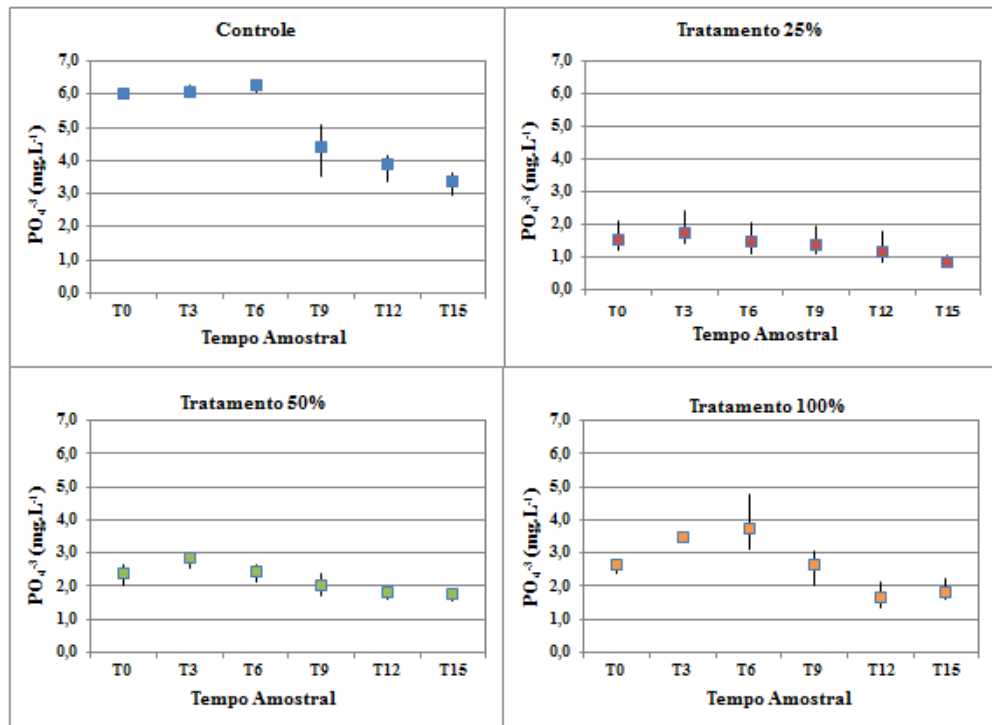 Controle
7,0
6,0
5,0
4,0
3,0
2,0
1,0
0,0
PO₄⁻³ (mg.L⁻¹)
T0 T3 T6 T9 T12 T15
Tempo Amostral
Tratamento 25%
7,0
6,0
5,0
4,0
3,0
2,0
1,0
0,0
PO₄⁻³ (mg.L⁻¹)
T0 T3 T6 T9 T12 T15
Tempo Amostral
Tratamento 50%
7,0
6,0
5,0
4,0
3,0
2,0
1,0
0,0
PO₄⁻³ (mg.L⁻¹)
T0 T3 T6 T9 T12 T15
Tempo Amostral
Tratamento 100%
7,0
6,0
5,0
4,0
3,0
2,0
1,0
0,0
PO₄⁻³ (mg.L⁻¹)
T0 T3 T6 T9 T12 T15
Tempo Amostral